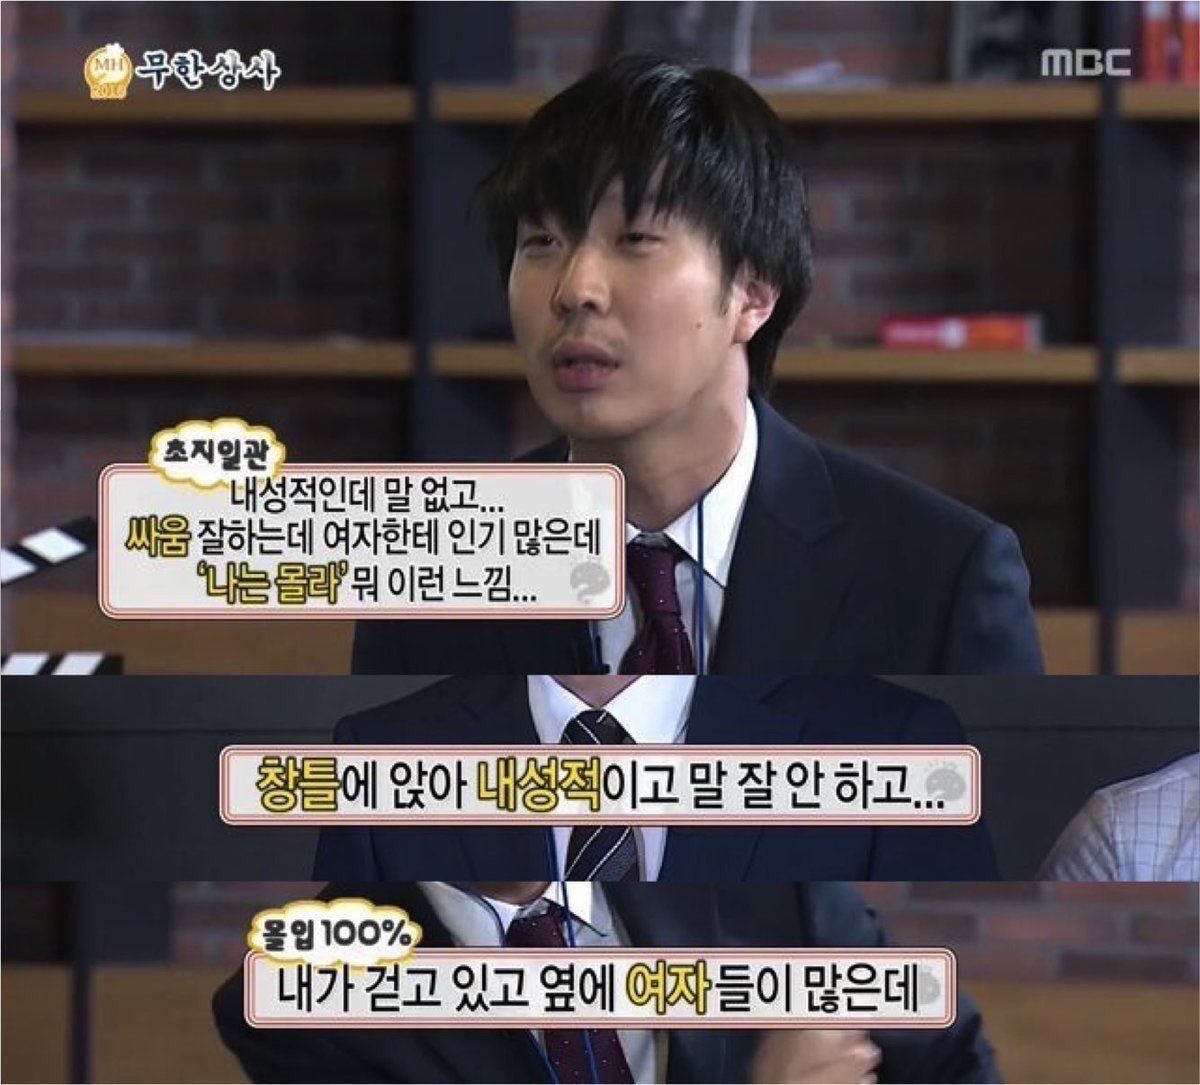 MH
2016
무한상사
MBC
초지일관
내성적인데 말 없고...
싸움 잘하는데 여자한테 인기 많은데
‘나는 몰라’ 뭐 이런 느낌...
창틀에 앉아 내성적이고 말 잘 안 하고...
몰입 100%
내가 걷고 있고 옆에 여자들이 많은데